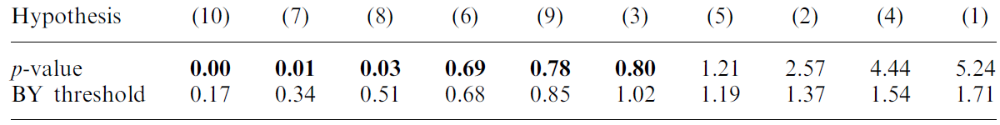 Hypothesis (10) (7) (8) (6) (9) (3) (5) (2) (4) (1)
p-value 0.00 0.01 0.03 0.69 0.78 0.80 1.21 2.57 4.44 5.24
BY threshold 0.17 0.34 0.51 0.68 0.85 1.02 1.19 1.37 1.54 1.71